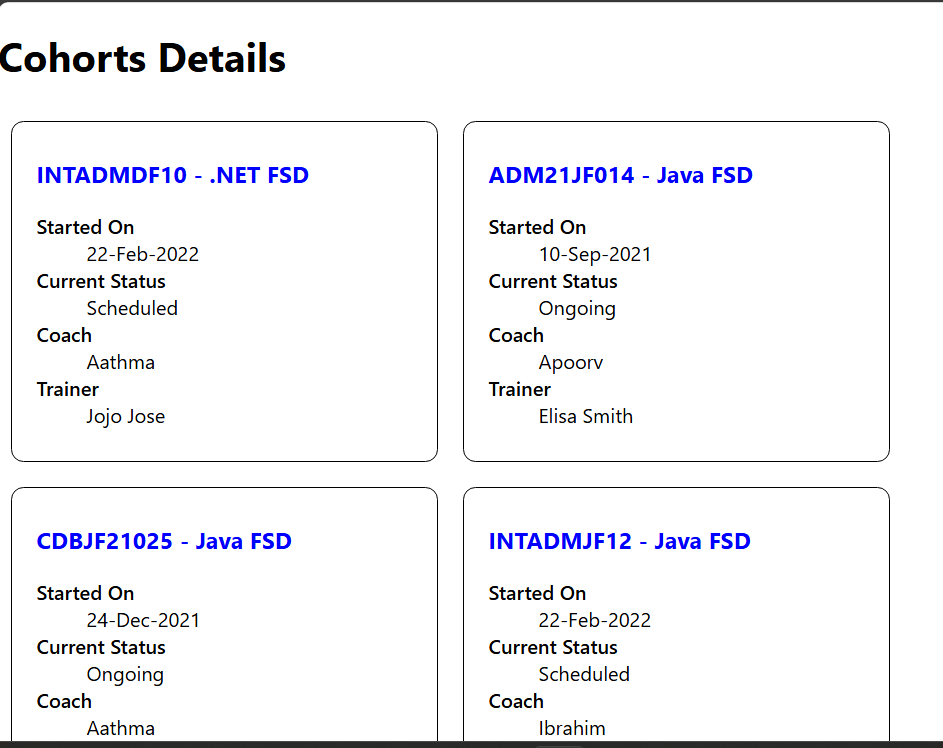 Cohorts Details
INTADMDF10 - .NET FSD
Started On
22-Feb-2022
Current Status
Scheduled
Coach
Aathma
Trainer
Jojo Jose
ADM21JF014 - Java FSD
Started On
10-Sep-2021
Current Status
Ongoing
Coach
Apoorv
Trainer
Elisa Smith
CDBJF21025 - Java FSD
Started On
24-Dec-2021
Current Status
Ongoing
Coach
Aathma
INTADMJF12 - Java FSD
Started On
22-Feb-2022
Current Status
Scheduled
Coach
Ibrahim